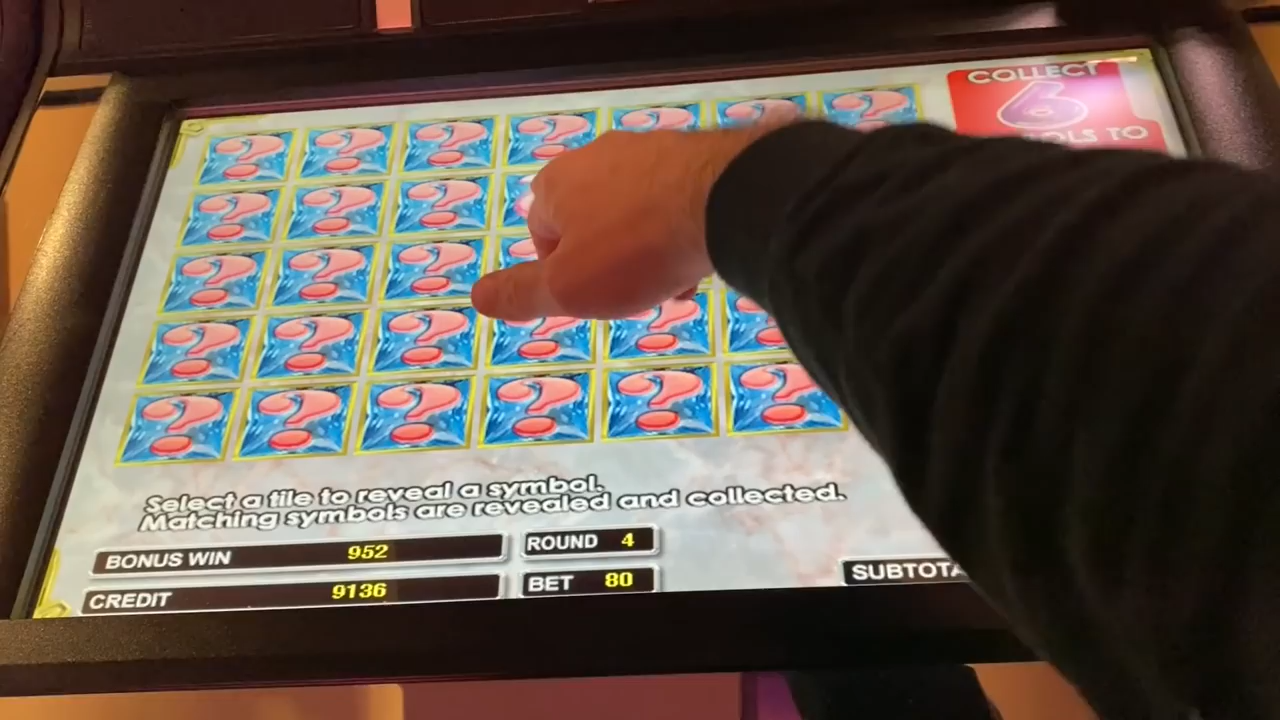 COLLECT
6
TO
Select a tile to reveal a symbol.
Matching symbols are revealed and collected.
BONUS WIN 952
ROUND 4
CREDIT 9136
BET 80